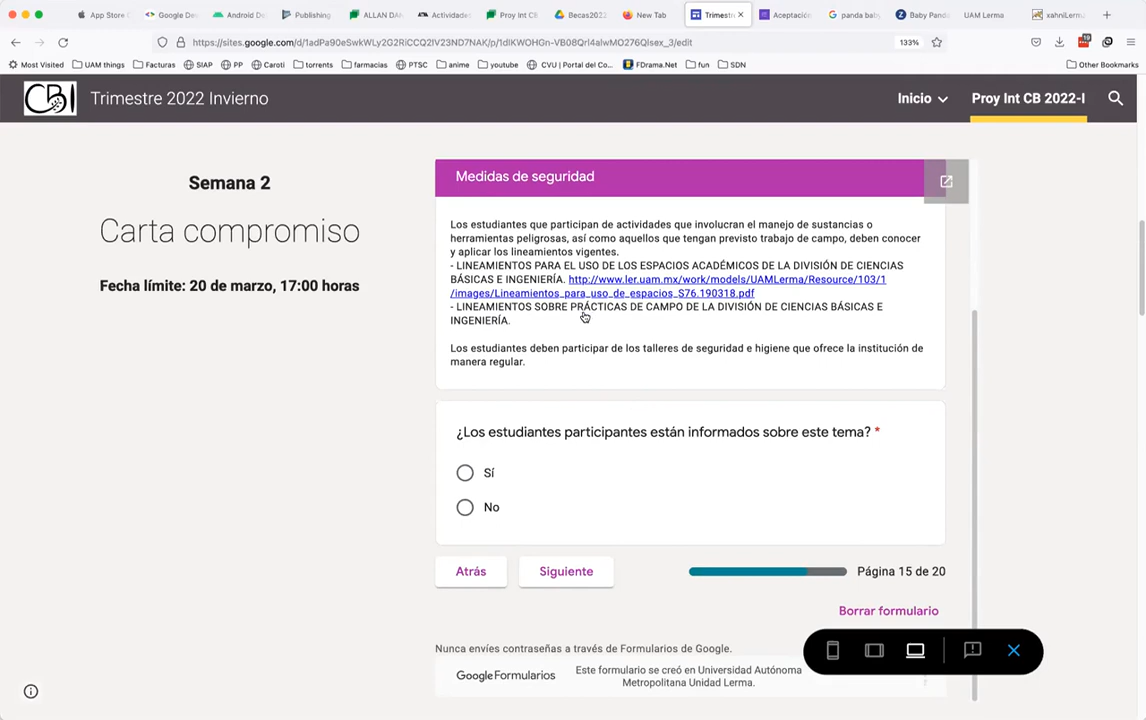 App Store C
Google De
Android De
Publishing
ALLAN DAN
Actividade
Proy Int CB
Becas2022
New Tab
Trimestr
Aceptación
panda baby
Baby Panda
UAM Lerma
xahniLerma
https://sites.google.com/d/1adPa90eSwkWLy2G2RiCCQ2IV23ND7NAK/p/1dlKWOHGn-VB08Qrl4alwMO276Qlsex_3/edit
133%
Most Visited
UAM things
Facturas
SIAP
PP
Caroti
torrents
farmacias
PTSC
anime
youtube
CVU | Portal del Co...
FDrama.Net
fun
SDN
Other Bookmarks
CBI
Trimestre 2022 Invierno
Inicio
Proy Int CB 2022-I
Semana 2
Carta compromiso
Fecha límite: 20 de marzo, 17:00 horas
Medidas de seguridad
Los estudiantes que participan de actividades que involucran el manejo de sustancias o
herramientas peligrosas, así como aquellos que tengan previsto trabajo de campo, deben conocer
y aplicar los lineamientos vigentes.
- LINEAMIENTOS PARA EL USO DE LOS ESPACIOS ACADÉMICOS DE LA DIVISIÓN DE CIENCIAS
BÁSICAS E INGENIERÍA. http://www.ler.uam.mx/work/models/UAMLerma/Resource/103/1
/images/Lineamientos_para_uso_de_espacios_S76.190318.pdf
- LINEAMIENTOS SOBRE PRÁCTICAS DE CAMPO DE LA DIVISIÓN DE CIENCIAS BÁSICAS E
INGENIERÍA.
Los estudiantes deben participar de los talleres de seguridad e higiene que ofrece la institución de
manera regular.
¿Los estudiantes participantes están informados sobre este tema? *
Sí
No
Atrás
Siguiente
Página 15 de 20
Borrar formulario
Nunca envíes contraseñas a través de Formularios de Google.
Google Formularios
Este formulario se creó en Universidad Autónoma
Metropolitana Unidad Lerma.